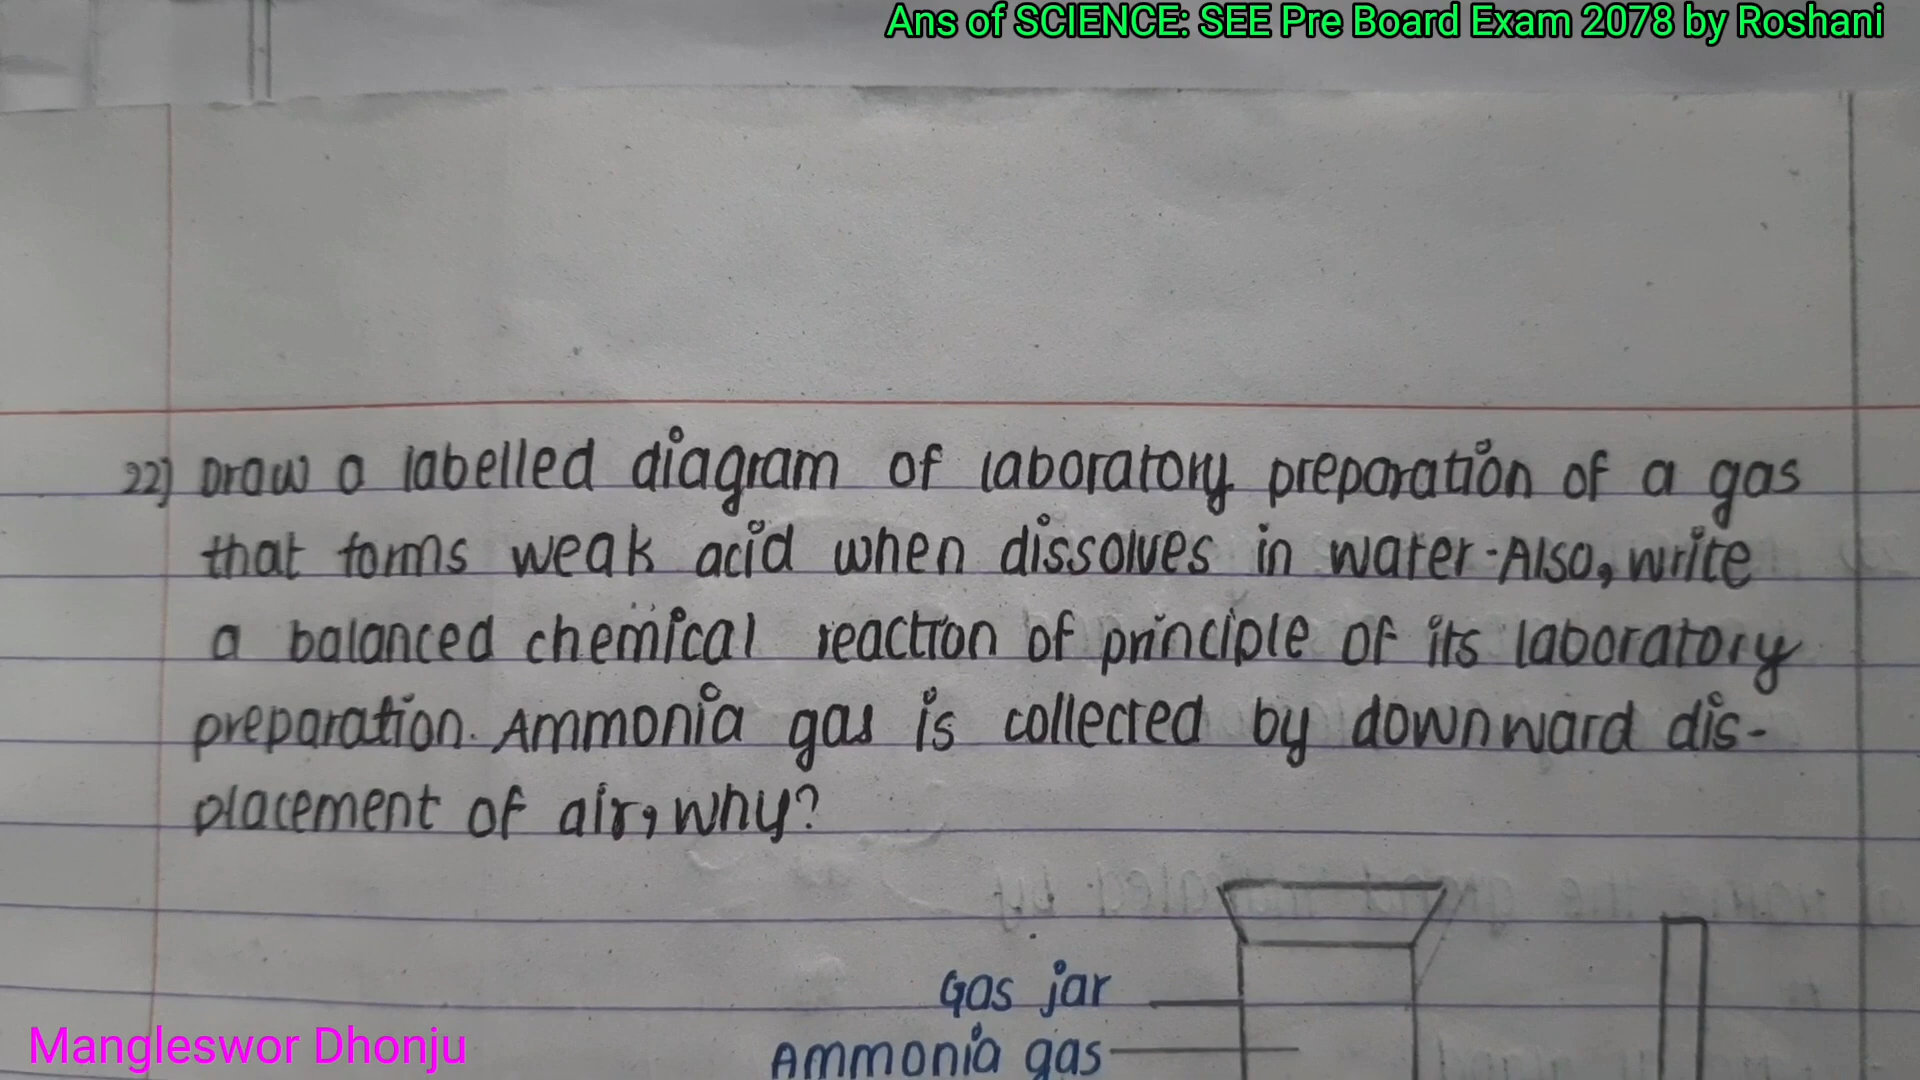 Ans of SCIENCE: SEE Pre Board Exam 2078 by Roshani
22) Draw a labelled diagram of laboratory preparation of a gas
that forms weak acid when dissolves in water. Also, write
a balanced chemical reaction of principle of its laboratory
preparation. Ammonia gas is collected by downward dis-
placement of air, why?
Gas jar
Ammonia gas
Mangleswor Dhonju